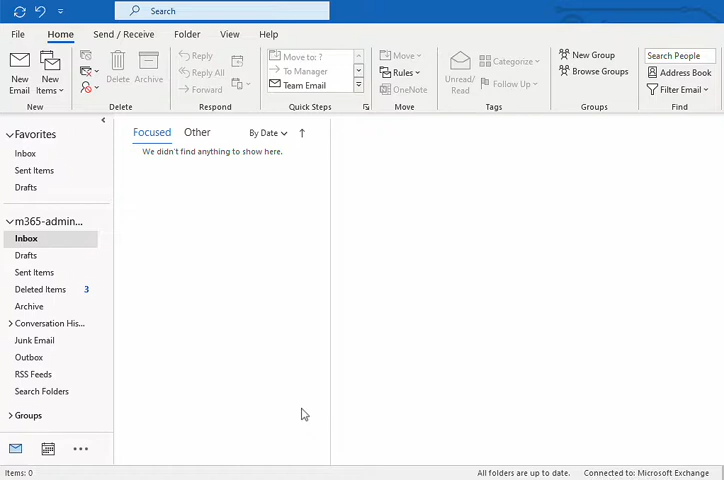 Search
File Home Send / Receive Folder View Help
New Email
New Items
New
Delete
Archive
Delete
Reply
Reply All
Forward
Respond
Move to: ?
To Manager
Team Email
Quick Steps
Move
Rules
OneNote
Move
Unread/ Read
Categorize
Follow Up
Tags
New Group
Browse Groups
Groups
Search People
Address Book
Filter Email
Find
Favorites
Inbox
Sent Items
Drafts
m365-admin...
Inbox
Drafts
Sent Items
Deleted Items 3
Archive
Conversation His...
Junk Email
Outbox
RSS Feeds
Search Folders
Groups
Focused Other By Date
We didn't find anything to show here.
Items: 0 All folders are up to date. Connected to: Microsoft Exchange